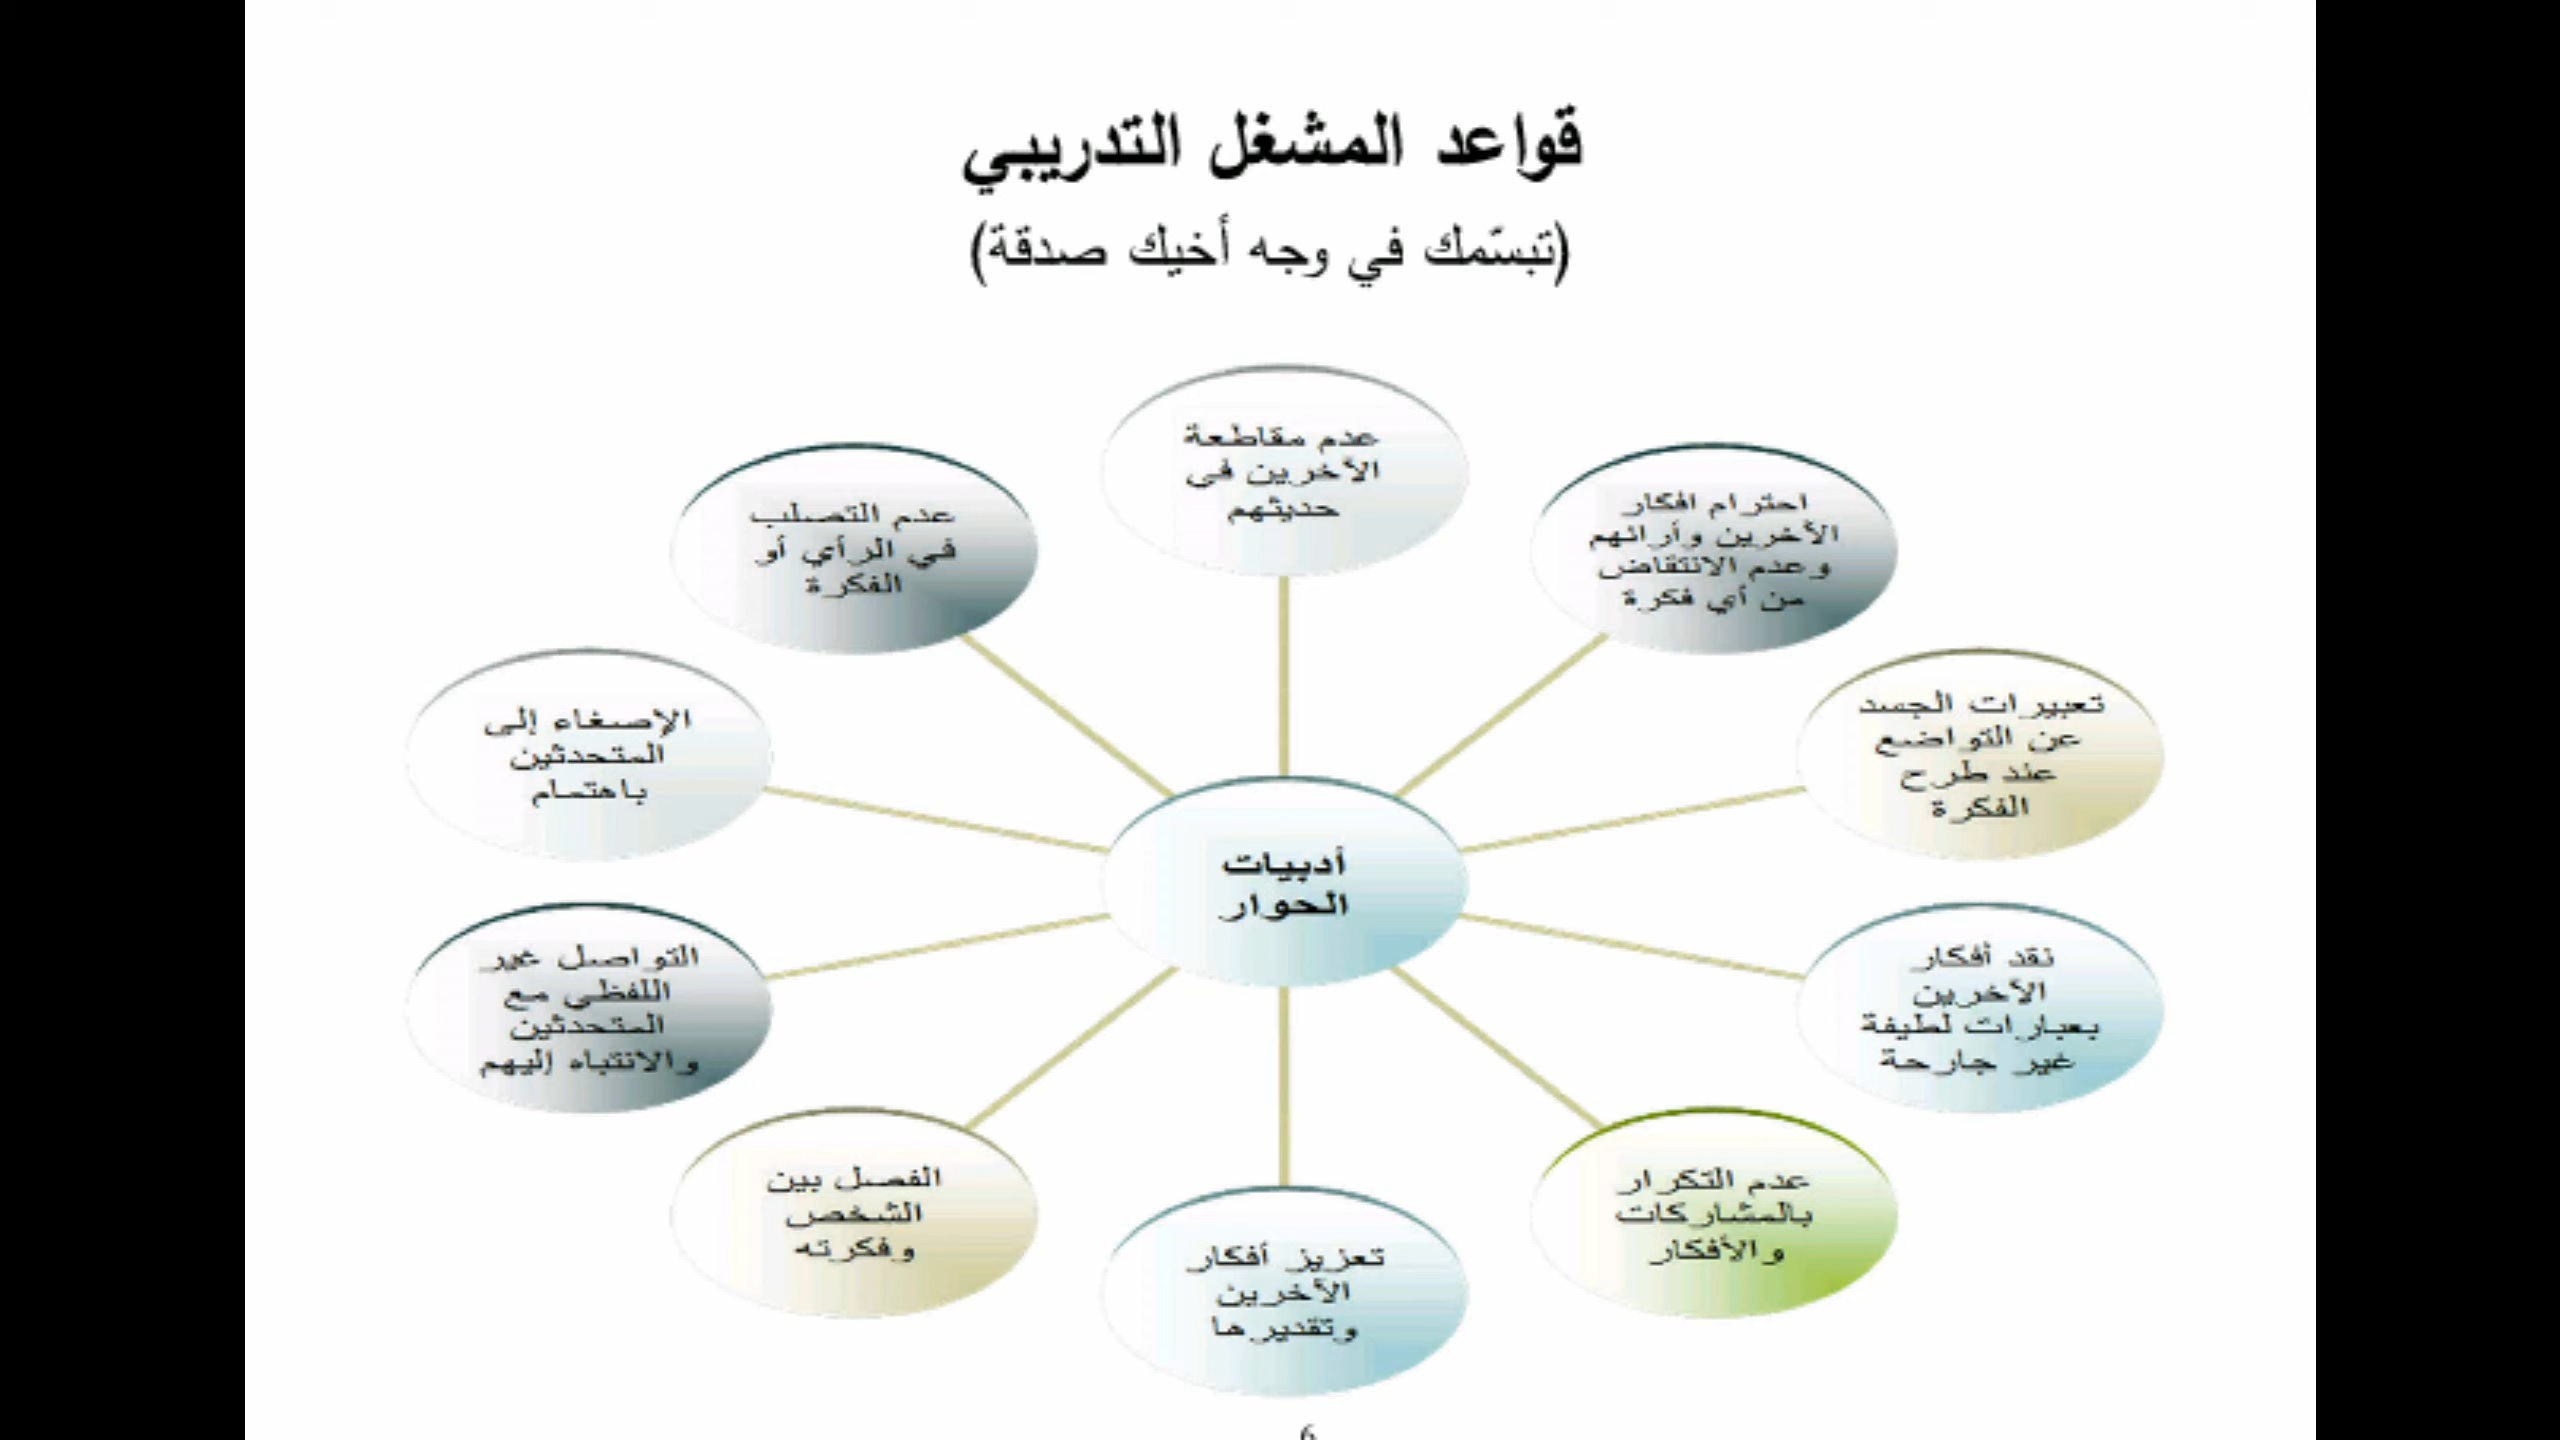 قواعد المشغل التدريبي
(تبسّمك في وجه أخيك صدقة)
عدم مقاطعة
الآخرين في
حديثهم
احترام افكار
الآخرين وأرائهم
وعدم الانتقاص
من أي فكرة
تعبيرات الجسد
عن التواضع
عند طرح
الفكرة
نقد أفكار
الآخرين
بعبارات لطيفة
غير جارحة
عدم التكرار
بالمشاركات
والأفكار
تعزيز أفكار
الآخرين
وتقديرها
الفصل بين
الشخص
وفكرته
التواصل غير
اللفظي مع
المتحدثين
والانتباه إليهم
الإصغاء إلى
المتحدثين
باهتمام
عدم التصلب
في الرأي أو
الفكرة
أدبيات
الحوار
6